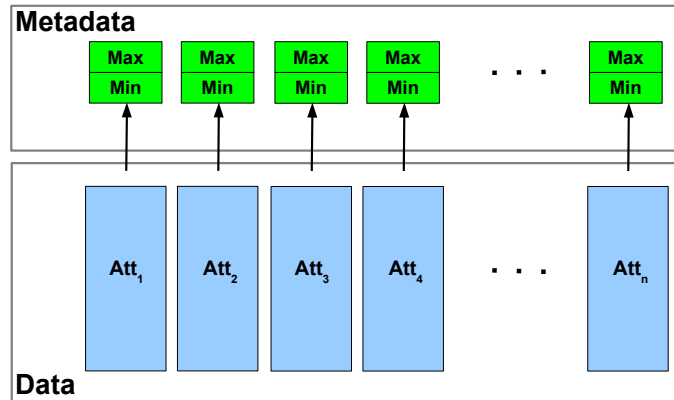 Metadata
Max Max Max Max Max
Min Min Min Min . . . Min
Att₁ Att₂ Att₃ Att₄ . . . Attₙ
Data